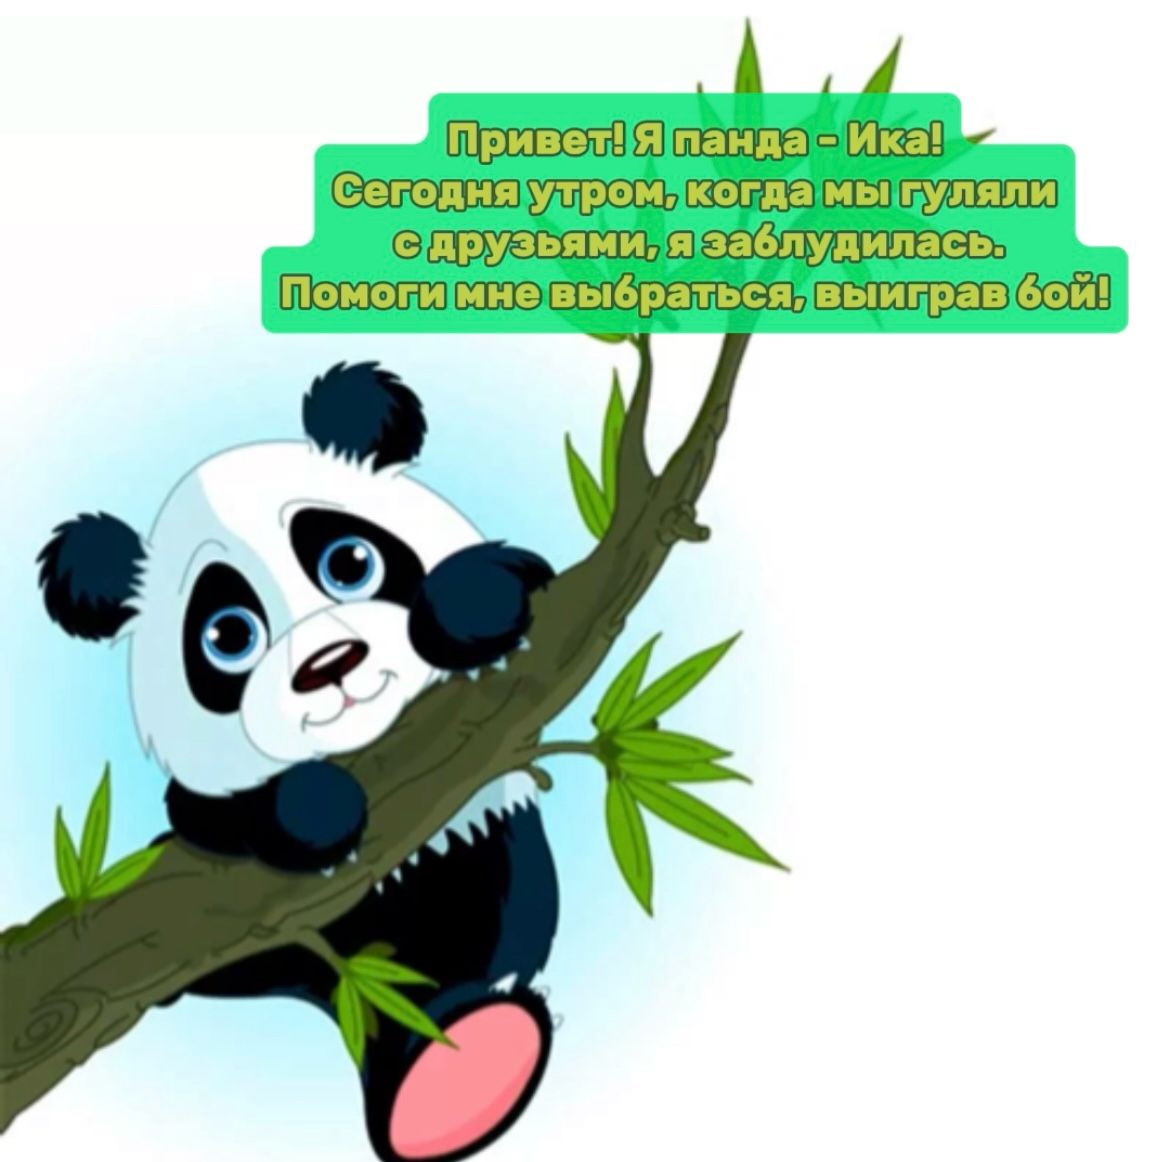 Привет! Я панда - Ика!
Сегодня утром, когда мы гуляли
с друзьями, я заблудилась.
Помоги мне выбраться, выиграв бой!